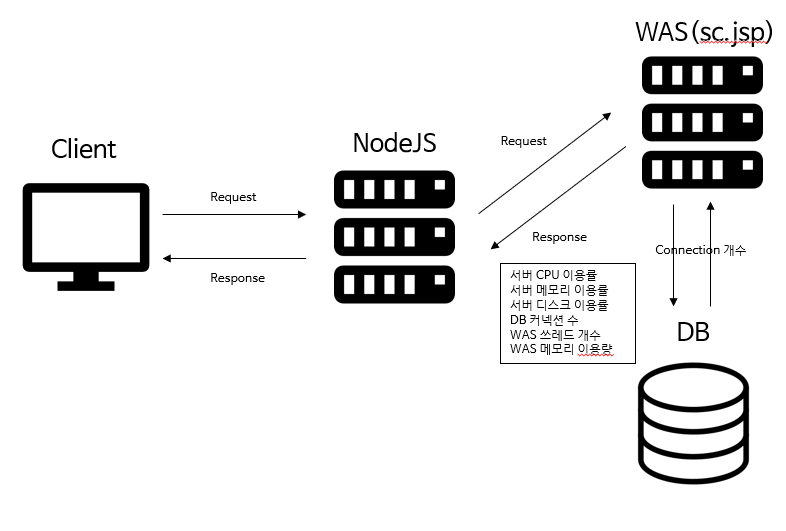 WAS(sc.jsp)
Client
NodeJS
Request
Response
Request
Response
Connection 개수
서버 CPU 이용률
서버 메모리 이용률
서버 디스크 이용률
DB 커넥션 수
WAS 쓰레드 개수
WAS 메모리 이용량
DB